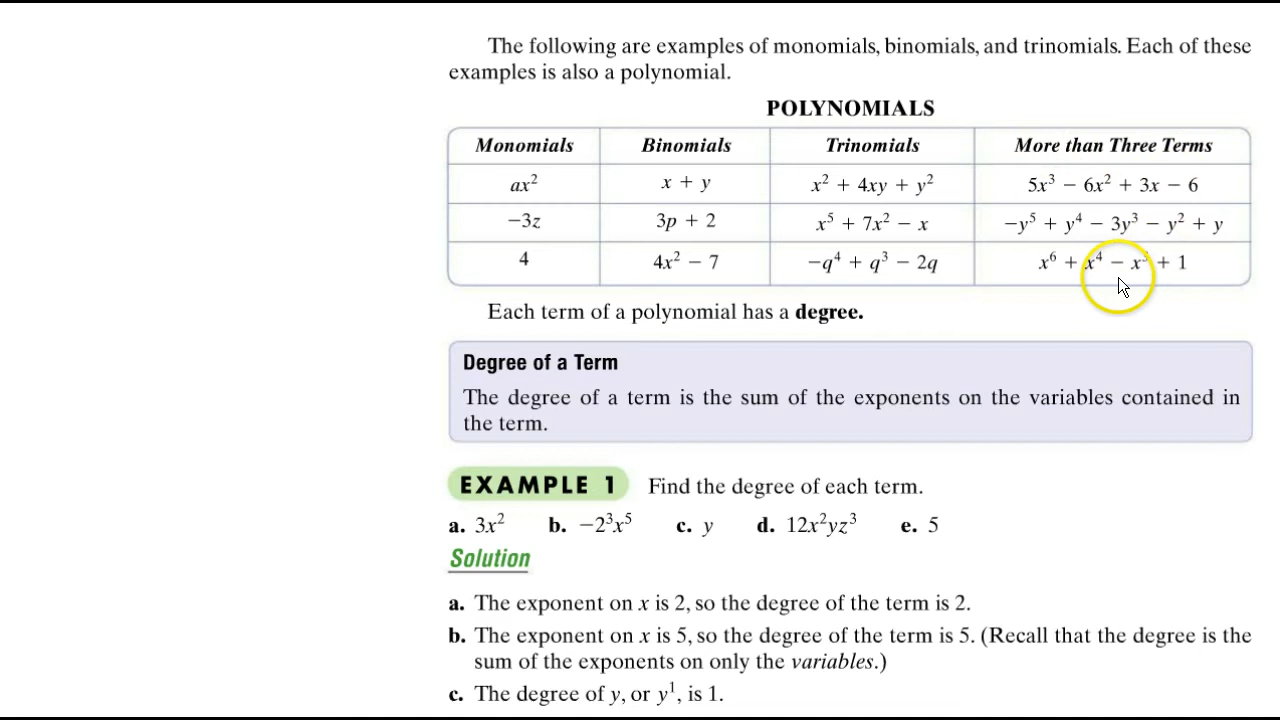 The following are examples of monomials, binomials, and trinomials. Each of these
examples is also a polynomial.
POLYNOMIALS
Monomials Binomials Trinomials More than Three Terms
ax² x + y x² + 4xy + y² 5x³ − 6x² + 3x − 6
−3z 3p + 2 x⁵ + 7x² − x −y⁵ + y⁴ − 3y³ − y² + y
4 4x² − 7 −q⁴ + q³ − 2q x⁶ + x⁴ − x + 1
Each term of a polynomial has a degree.
Degree of a Term
The degree of a term is the sum of the exponents on the variables contained in
the term.
EXAMPLE 1 Find the degree of each term.
a. 3x² b. −2³x⁵ c. y d. 12x²yz³ e. 5
Solution
a. The exponent on x is 2, so the degree of the term is 2.
b. The exponent on x is 5, so the degree of the term is 5. (Recall that the degree is the
sum of the exponents on only the variables.)
c. The degree of y, or y¹, is 1.